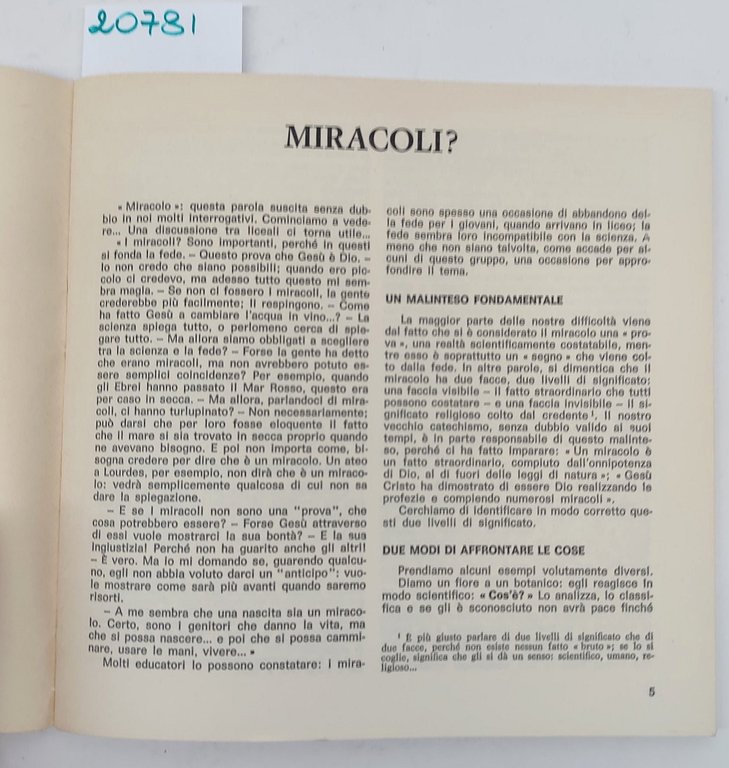 20781
MIRACOLI?
« Miracolo »: questa parola suscita senza dub-
bio in noi molti interrogativi. Cominciamo a vede-
re... Una discussione tra liceali ci torna utile...
« I miracoli? Sono importanti, perché in questi
si fonda la fede. – Questo prova che Gesù è Dio. –
Io non credo che siano possibili; quando ero pic-
colo ci credevo, ma adesso tutto questo mi sem-
bra magia. – Se non ci fossero i miracoli, la gente
crederebbe più facilmente; li respingono. – Come
ha fatto Gesù a cambiare l'acqua in vino...? – La
scienza spiega tutto, o perlomeno cerca di spie-
gare tutto. – Ma allora siamo obbligati a scegliere
tra la scienza e la fede? – Forse la gente ha detto
che erano miracoli, ma non avrebbero potuto es-
sere semplici coincidenze? Per esempio, quando
gli Ebrei hanno passato il Mar Rosso, questo era
per caso in secca. – Ma allora, parlandoci di mira-
coli, ci hanno turlupinato? – Non necessariamente;
può darsi che per loro fosse eloquente il fatto
che il mare si sia trovato in secca proprio quando
ne avevano bisogno. E poi non importa come, bi-
sogna credere per dire che è un miracolo. Un ateo
a Lourdes, per esempio, non dirà che è un miraco-
lo: vedrà semplicemente qualcosa di cui non sa
dare la spiegazione.
– E se i miracoli non sono una "prova", che
cosa potrebbero essere? – Forse Gesù attraverso
di essi vuole mostrarci la sua bontà? – E la sua
ingiustizia! Perché non ha guarito anche gli altri!
– È vero. Ma io mi domando se, guarendo qualcu-
no, egli non abbia voluto darci un "anticipo": vuo-
le mostrare come sarà più avanti quando saremo
risorti.
– A me sembra che una nascita sia un miraco-
lo. Certo, sono i genitori che danno la vita, ma
che si possa nascere... e poi che si possa cammi-
nare, usare le mani, vivere... »
Molti educatori lo possono constatare: i mira-
coli sono spesso una occasione di abbandono del-
la fede per i giovani, quando arrivano in liceo; la
fede sembra loro incompatibile con la scienza. A
meno che non siano talvolta, come accade per al-
cuni di questo gruppo, una occasione per appro-
fondire il tema.
UN MALINTESO FONDAMENTALE
La maggior parte delle nostre difficoltà viene
dal fatto che si è considerato il miracolo una « pro-
va », una realtà scientificamente costatabile, men-
tre esso è soprattutto un « segno » che viene col-
to dalla fede. In altre parole, si dimentica che il
miracolo ha due facce, due livelli di significato:
una faccia visibile – il fatto straordinario che tutti
possono costatare – e una faccia invisibile – il si-
gnificato religioso colto dal credente¹. Il nostro
vecchio catechismo, senza dubbio valido ai suoi
tempi, è in parte responsabile di questo malinte-
so, perché ci ha fatto imparare: « Un miracolo è
un fatto straordinario, compiuto dall'onnipotenza
di Dio, al di fuori delle leggi di natura »; « Gesù
Cristo ha dimostrato di essere Dio realizzando le
profezie e compiendo numerosi miracoli ».
Cerchiamo di identificare in modo corretto que-
sti due livelli di significato.
DUE MODI DI AFFRONTARE LE COSE
Prendiamo alcuni esempi volutamente diversi.
Diamo un fiore a un botanico: egli reagisce in
modo scientifico: « Cos'è? » Lo analizza, lo classi-
fica e se gli è sconosciuto non avrà pace finché
¹ È più giusto parlare di due livelli di significato che di
due facce, perché non esiste nessun fatto « bruto »; se lo si
coglie, significa che gli si dà un senso: scientifico, umano, re-
ligioso...
5